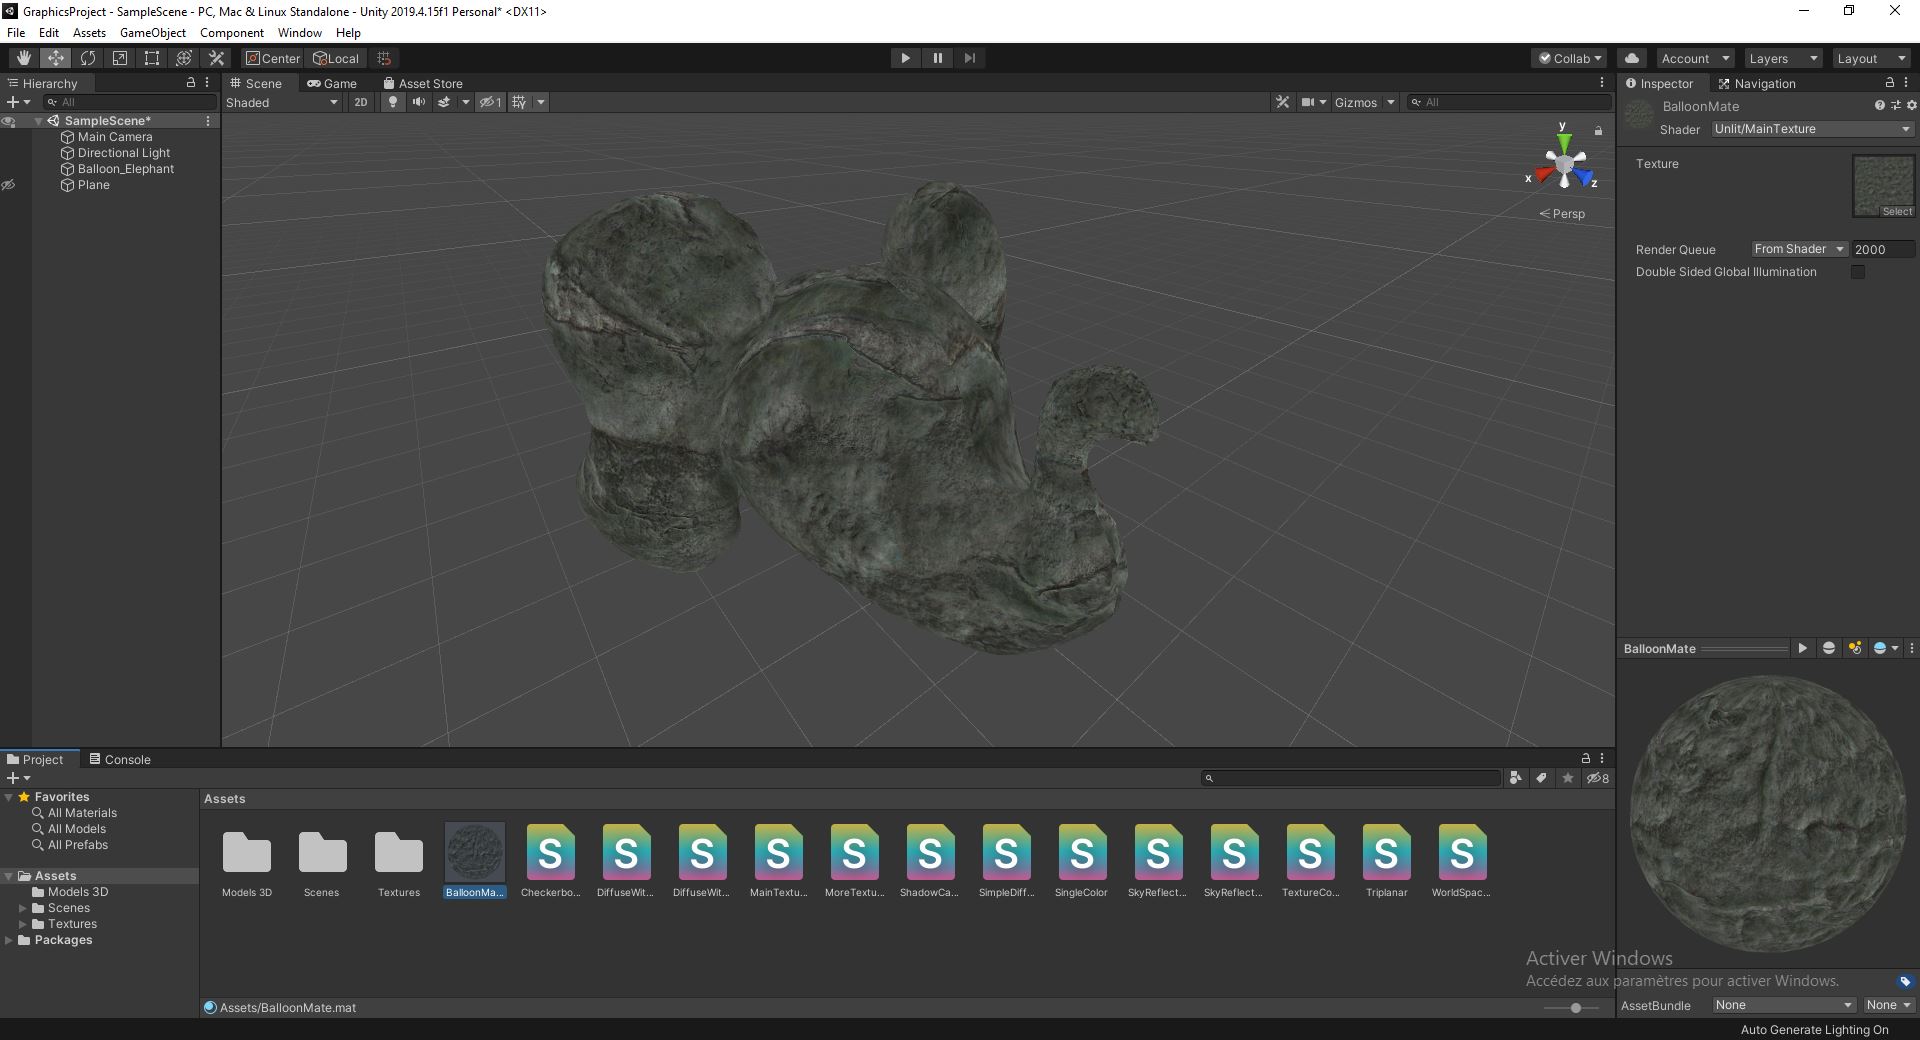 GraphicsProject - SampleScene - PC, Mac & Linux Standalone - Unity 2019.4.15f1 Personal* <DX11>
File Edit Assets GameObject Component Window Help
Center Local Collab Account Layers Layout
Hierarchy
All
SampleScene*
Main Camera
Directional Light
Balloon_Elephant
Plane
Scene Game Asset Store
Shaded 2D 1 Gizmos All
y
x
z
Persp
Inspector Navigation
BalloonMate
Shader Unlit/MainTexture
Texture
Select
Render Queue From Shader 2000
Double Sided Global Illumination
BalloonMate
Project Console
8
Favorites
All Materials
All Models
All Prefabs
Assets
Models 3D
Scenes
Textures
Packages
Assets
S S S S S S S S S S S S S
Models 3D Scenes Textures BalloonMa... Checkerbo... DiffuseWit... DiffuseWit... MainTextu... MoreTextu... ShadowCa... SimpleDiff... SingleColor SkyReflect... SkyReflect... TextureCo... Triplanar WorldSpac...
Assets/BalloonMate.mat
Activer Windows
Accédez aux paramètres pour activer Windows.
AssetBundle None None
Auto Generate Lighting On